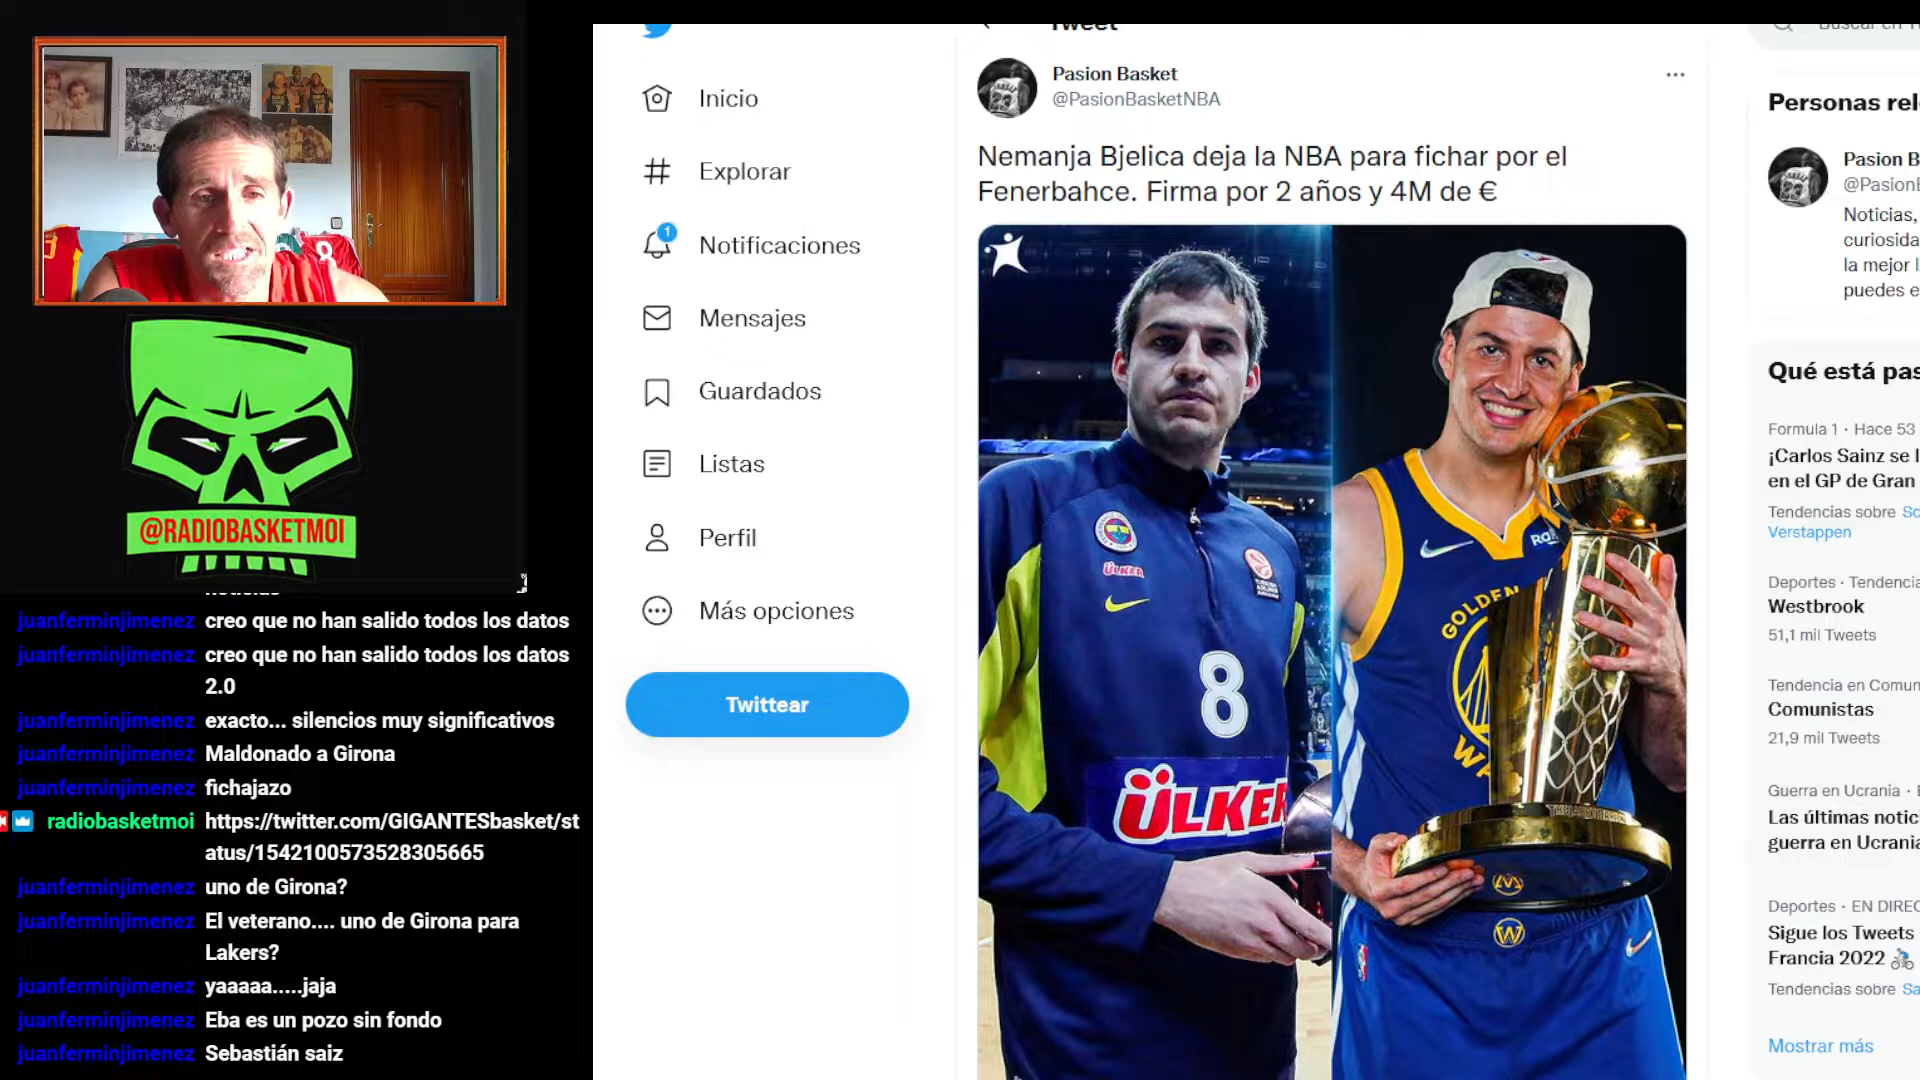 @RADIOBASKETMOI
juanferminjimenez creo que no han salido todos los datos
juanferminjimenez creo que no han salido todos los datos
2.0
juanferminjimenez exacto... silencios muy significativos
juanferminjimenez Maldonado a Girona
juanferminjimenez fichajazo
radiobasketmoi https://twitter.com/GIGANTESbasket/st
atus/1542100573528305665
juanferminjimenez uno de Girona?
juanferminjimenez El veterano.... uno de Girona para
Lakers?
juanferminjimenez yaaaaa.....jaja
juanferminjimenez Eba es un pozo sin fondo
juanferminjimenez Sebastián saiz
Inicio
Explorar
1
Notificaciones
Mensajes
Guardados
Listas
Perfil
Más opciones
Twittear
Tweet
Pasion Basket
@PasionBasketNBA
Nemanja Bjelica deja la NBA para fichar por el
Fenerbahce. Firma por 2 años y 4M de €
ÜLKER
8
ÜLKER
GOLDEN
W
Personas rel
Pasion B
@PasionB
Noticias,
curiosida
la mejor l
puedes e
Qué está pas
Formula 1 · Hace 53
¡Carlos Sainz se l
en el GP de Gran
Tendencias sobre Sc
Verstappen
Deportes · Tendencia
Westbrook
51,1 mil Tweets
Tendencia en Comun
Comunistas
21,9 mil Tweets
Guerra en Ucrania ·
Las últimas notic
guerra en Ucrania
Deportes · EN DIREC
Sigue los Tweets
Francia 2022
Tendencias sobre Sa
Mostrar más